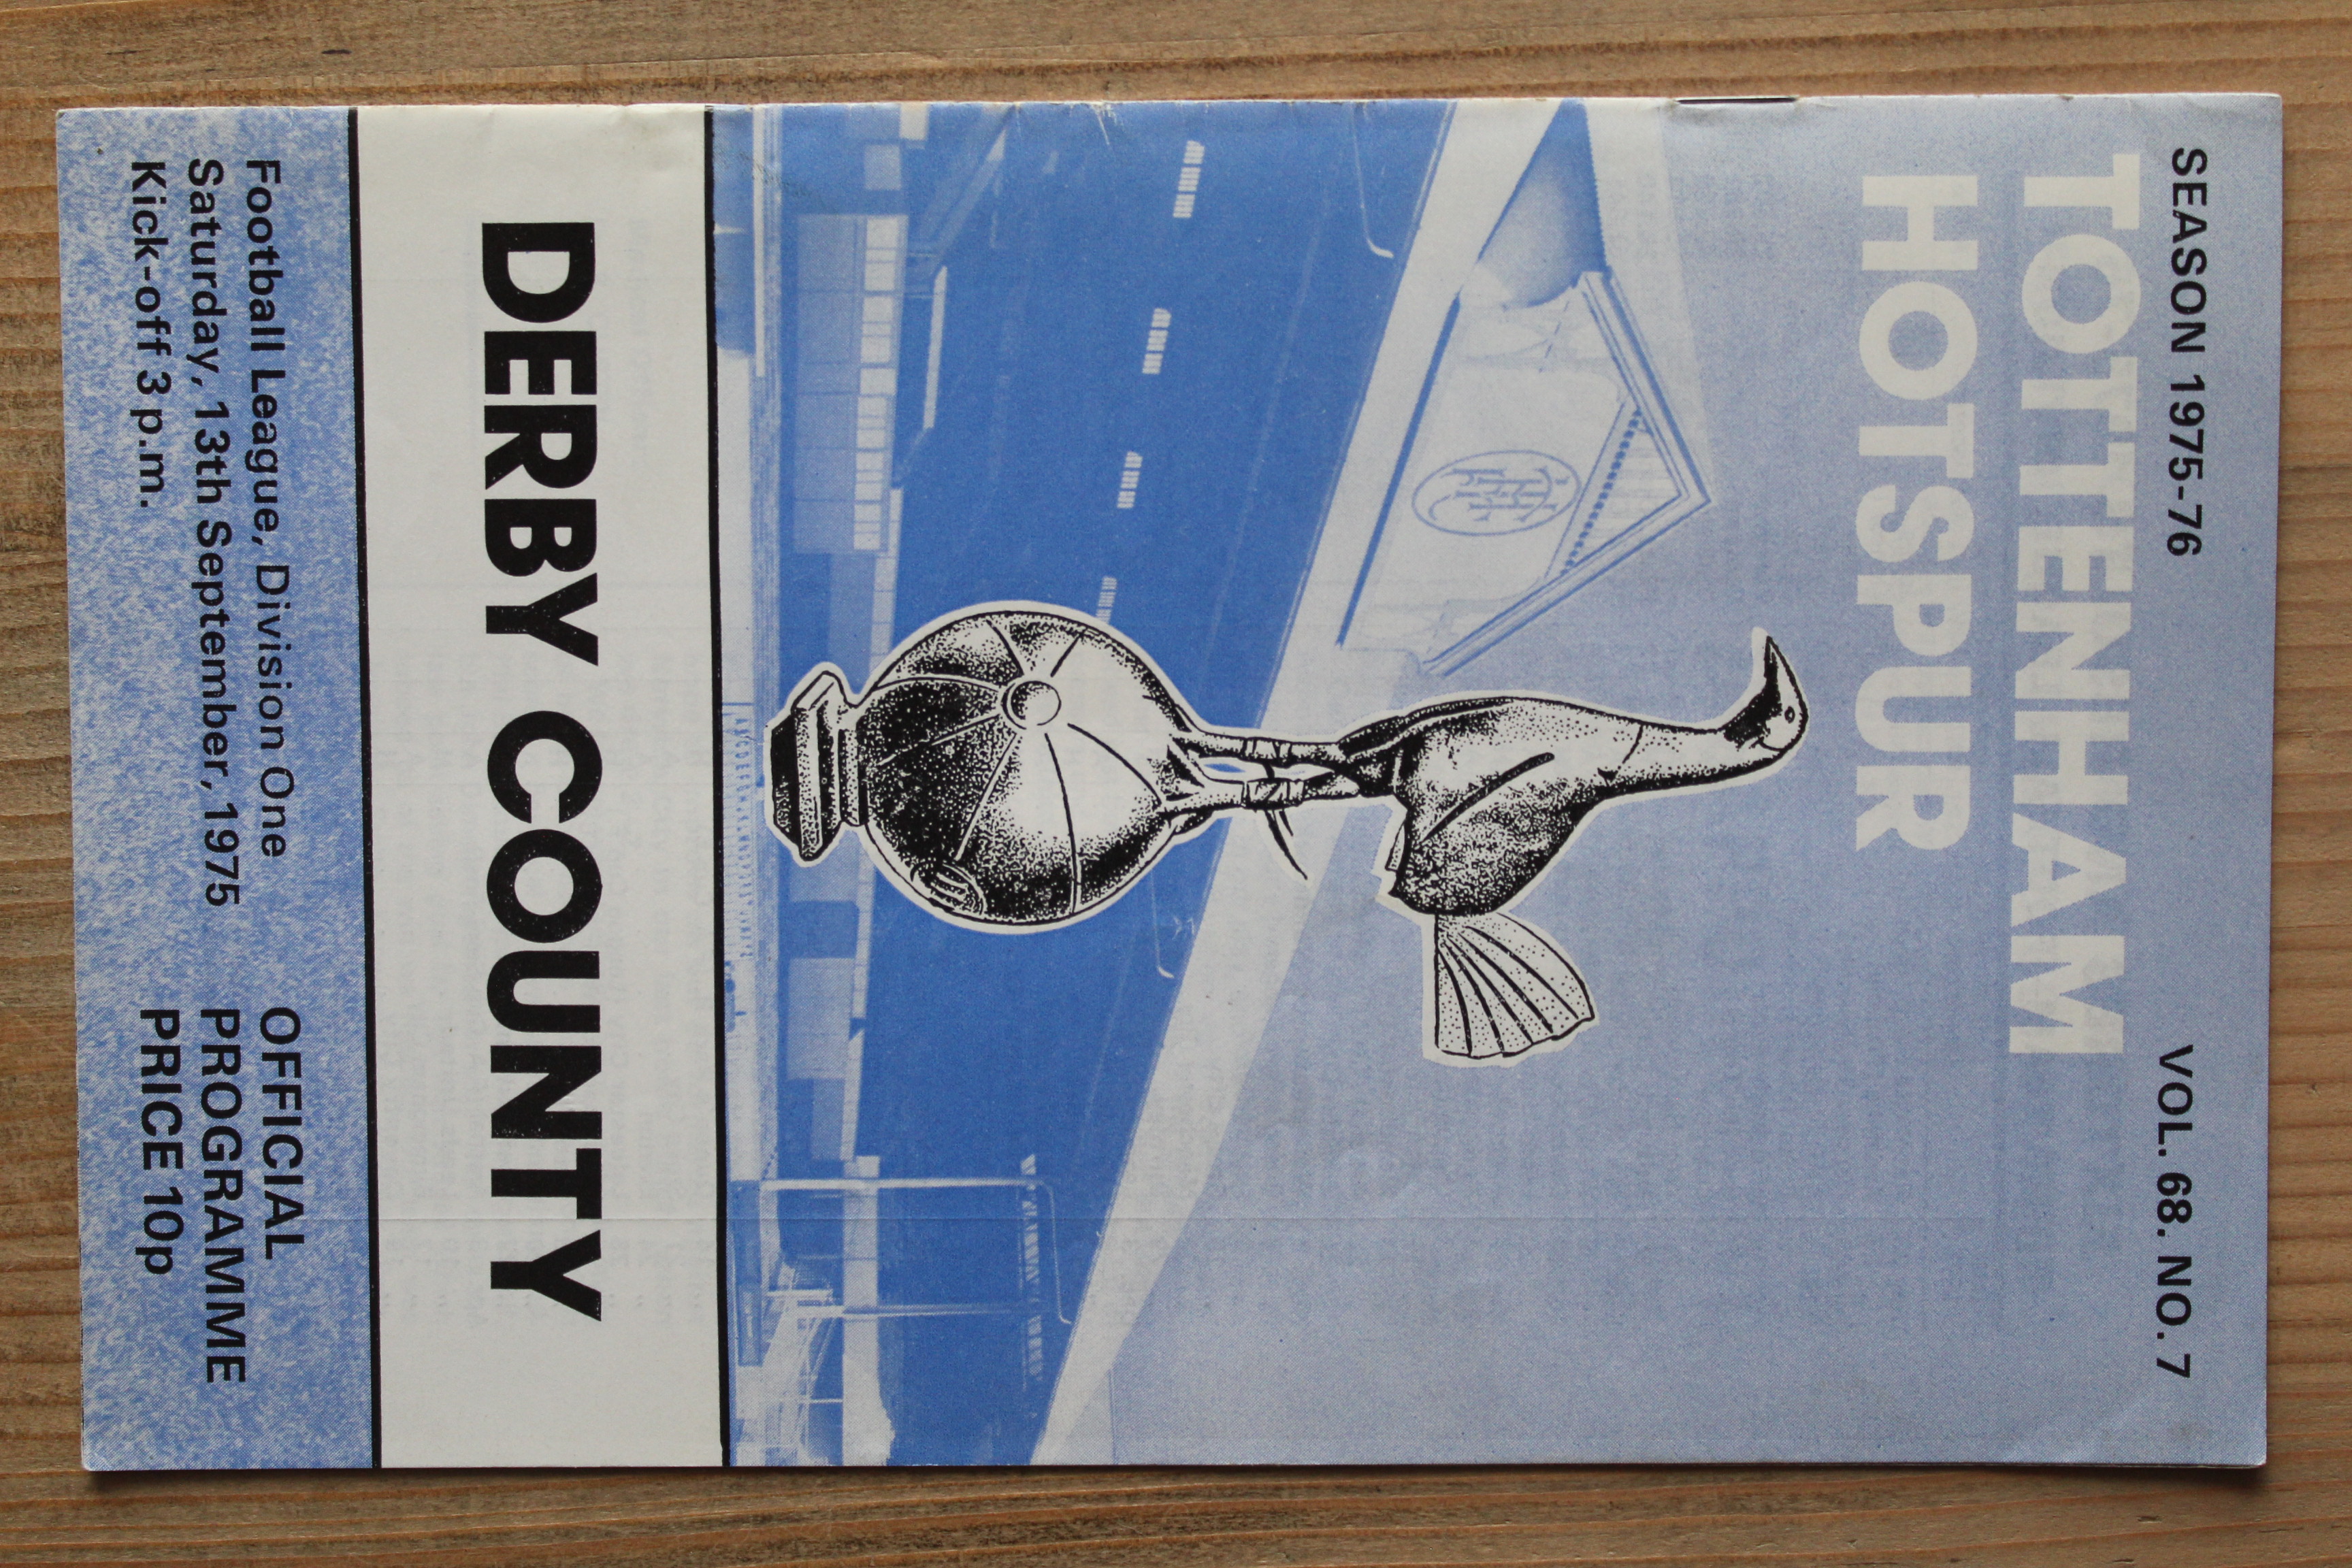 SEASON 1975-76 VOL. 68. NO. 7
TOTTENHAM
HOTSPUR
DERBY COUNTY
Football League, Division One
Saturday, 13th September, 1975
Kick-off 3 p.m.
OFFICIAL
PROGRAMME
PRICE 10p